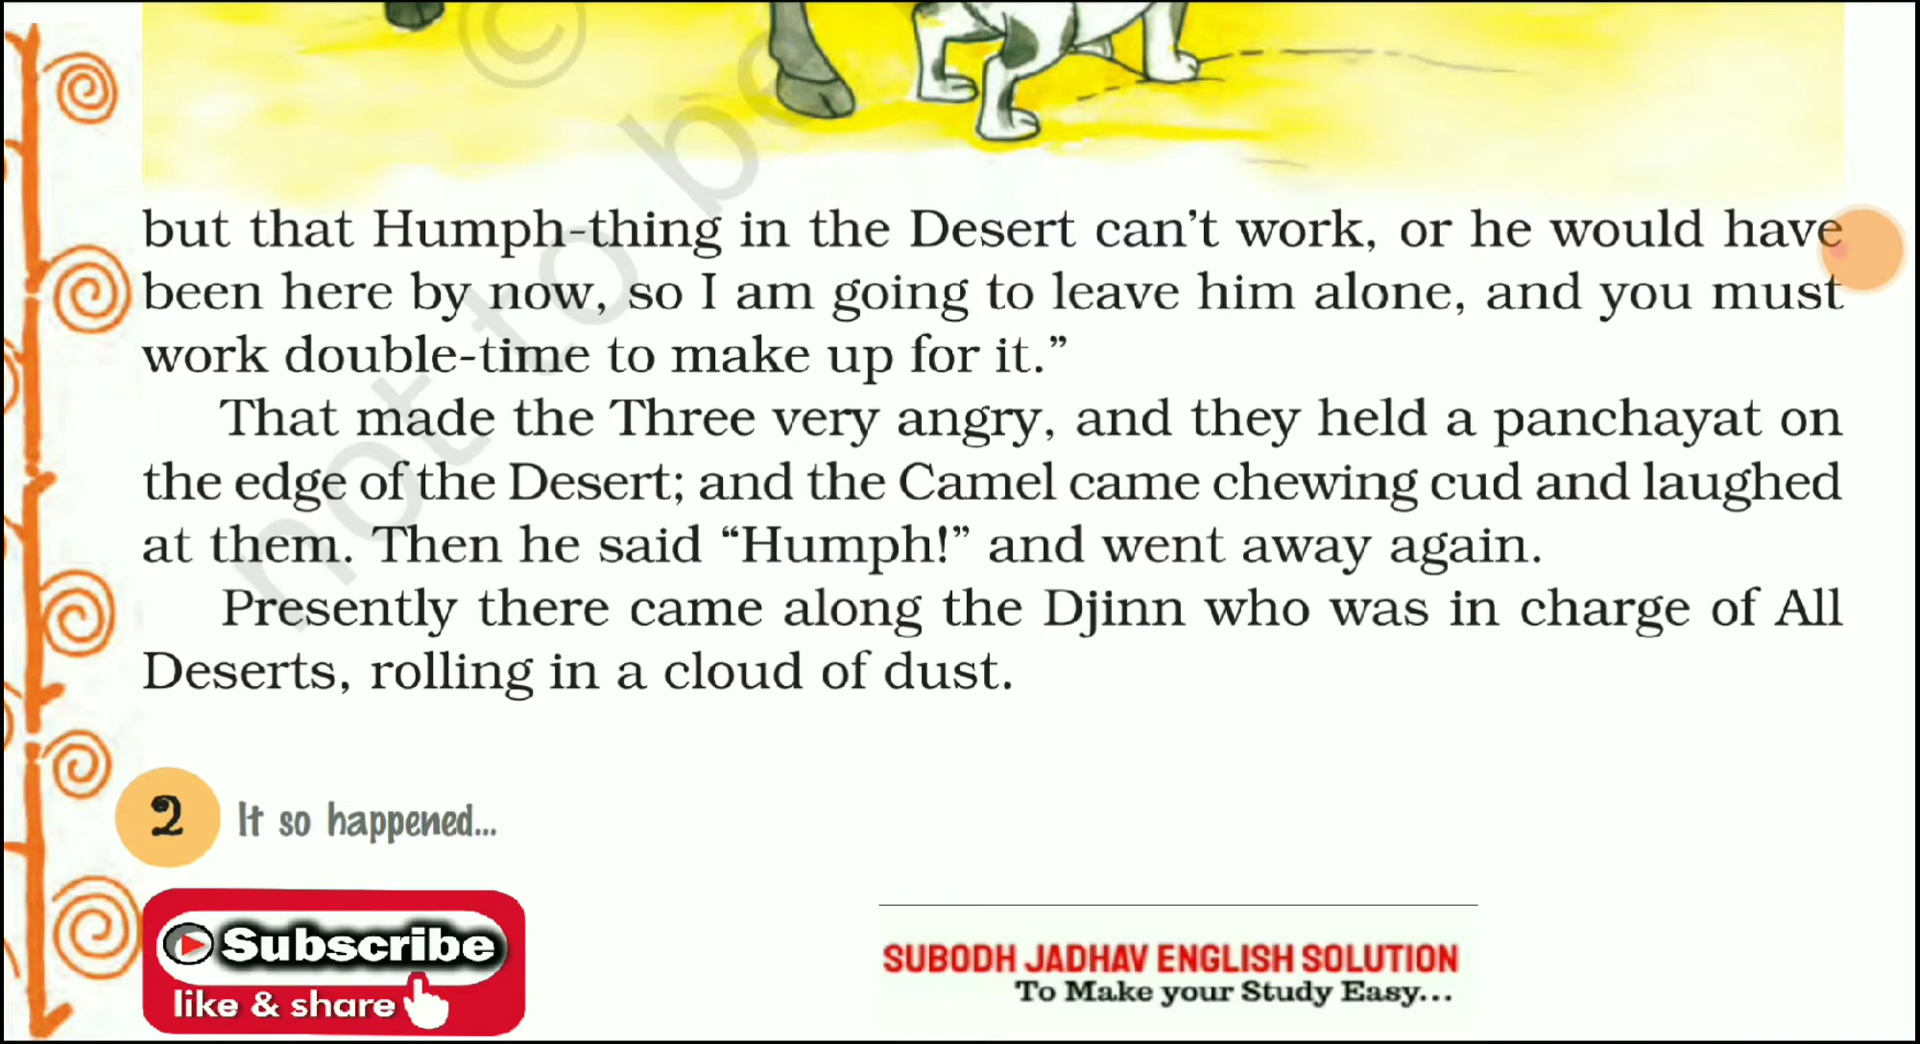 but that Humph-thing in the Desert can’t work, or he would have
been here by now, so I am going to leave him alone, and you must
work double-time to make up for it.”
That made the Three very angry, and they held a panchayat on
the edge of the Desert; and the Camel came chewing cud and laughed
at them. Then he said “Humph!” and went away again.
Presently there came along the Djinn who was in charge of All
Deserts, rolling in a cloud of dust.
2 It so happened...
Subscribe
like & share
SUBODH JADHAV ENGLISH SOLUTION
To Make your Study Easy...
©
not to be